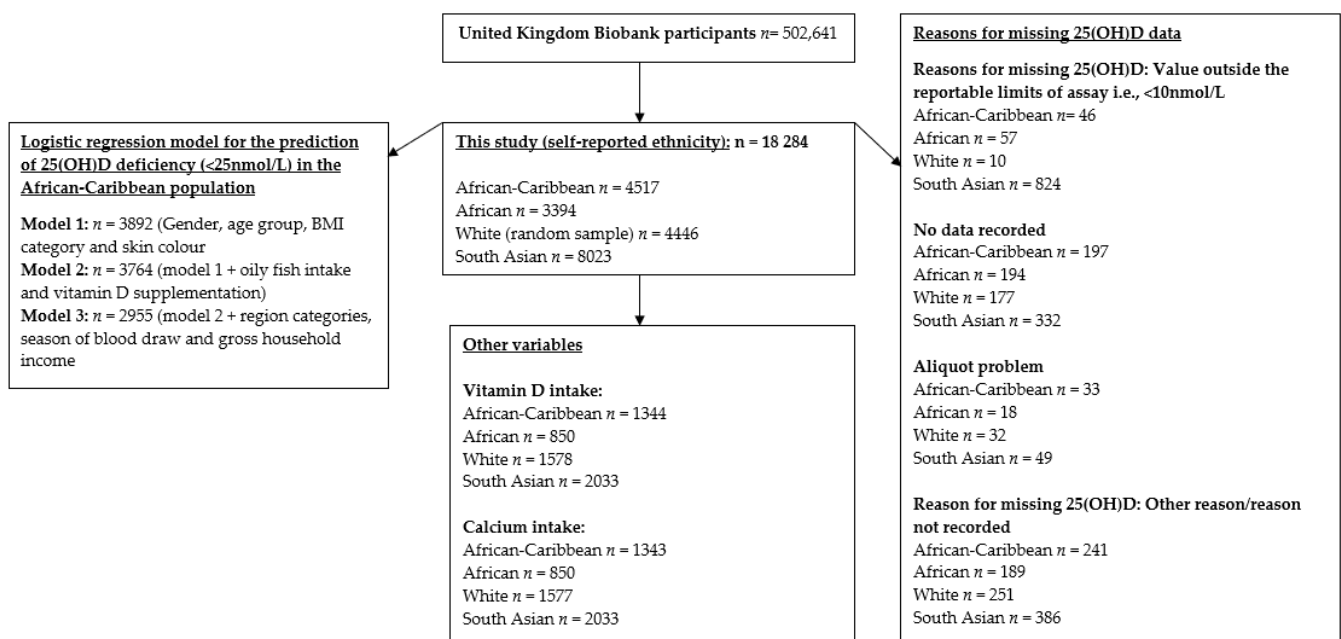 United Kingdom Biobank participants n= 502,641
Logistic regression model for the prediction
of 25(OH)D deficiency (<25nmol/L) in the
African-Caribbean population
Model 1: n = 3892 (Gender, age group, BMI
category and skin colour
Model 2: n = 3764 (model 1 + oily fish intake
and vitamin D supplementation)
Model 3: n = 2955 (model 2 + region categories,
season of blood draw and gross household
income
This study (self-reported ethnicity): n = 18 284
African-Caribbean n = 4517
African n = 3394
White (random sample) n = 4446
South Asian n = 8023
Other variables
Vitamin D intake:
African-Caribbean n = 1344
African n = 850
White n = 1578
South Asian n = 2033
Calcium intake:
African-Caribbean n = 1343
African n = 850
White n = 1577
South Asian n = 2033
Reasons for missing 25(OH)D data
Reasons for missing 25(OH)D: Value outside the
reportable limits of assay i.e., <10nmol/L
African-Caribbean n= 46
African n = 57
White n = 10
South Asian n = 824
No data recorded
African-Caribbean n = 197
African n = 194
White n = 177
South Asian n = 332
Aliquot problem
African-Caribbean n = 33
African n = 18
White n = 32
South Asian n = 49
Reason for missing 25(OH)D: Other reason/reason
not recorded
African-Caribbean n = 241
African n = 189
White n = 251
South Asian n = 386